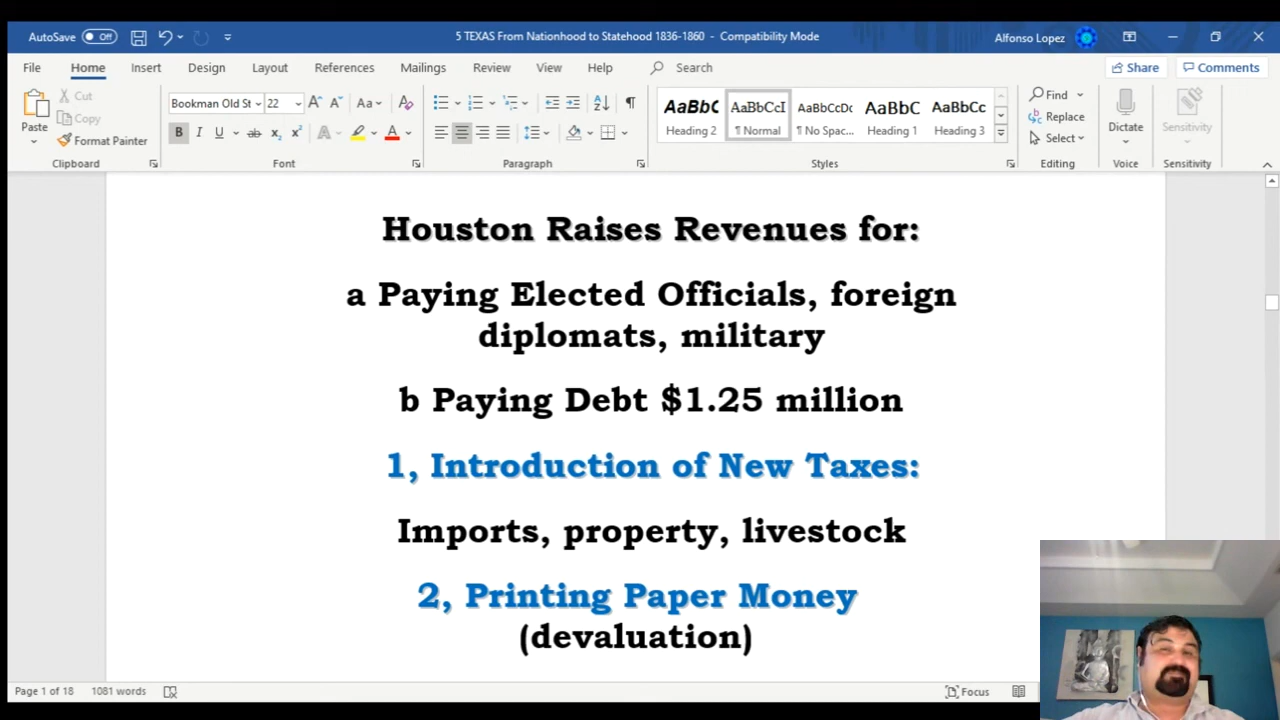 AutoSave Off
5 TEXAS From Nationhood to Statehood 1836-1860 - Compatibility Mode
Alfonso Lopez
File Home Insert Design Layout References Mailings Review View Help Search
Share Comments
Paste
Cut
Copy
Format Painter
Bookman Old St 22
Aa
B I U ab x₂ x²
A A
AaBbC Heading 2
AaBbCcI ¶ Normal
AaBbCcDc ¶ No Spac...
AaBbC Heading 1
AaBbCc Heading 3
Find
Replace
Select
Dictate
Sensitivity
Clipboard Font Paragraph Styles Editing Voice Sensitivity
Houston Raises Revenues for:
a Paying Elected Officials, foreign
diplomats, military
b Paying Debt $1.25 million
1, Introduction of New Taxes:
Imports, property, livestock
2, Printing Paper Money
(devaluation)
Page 1 of 18 1081 words
Focus